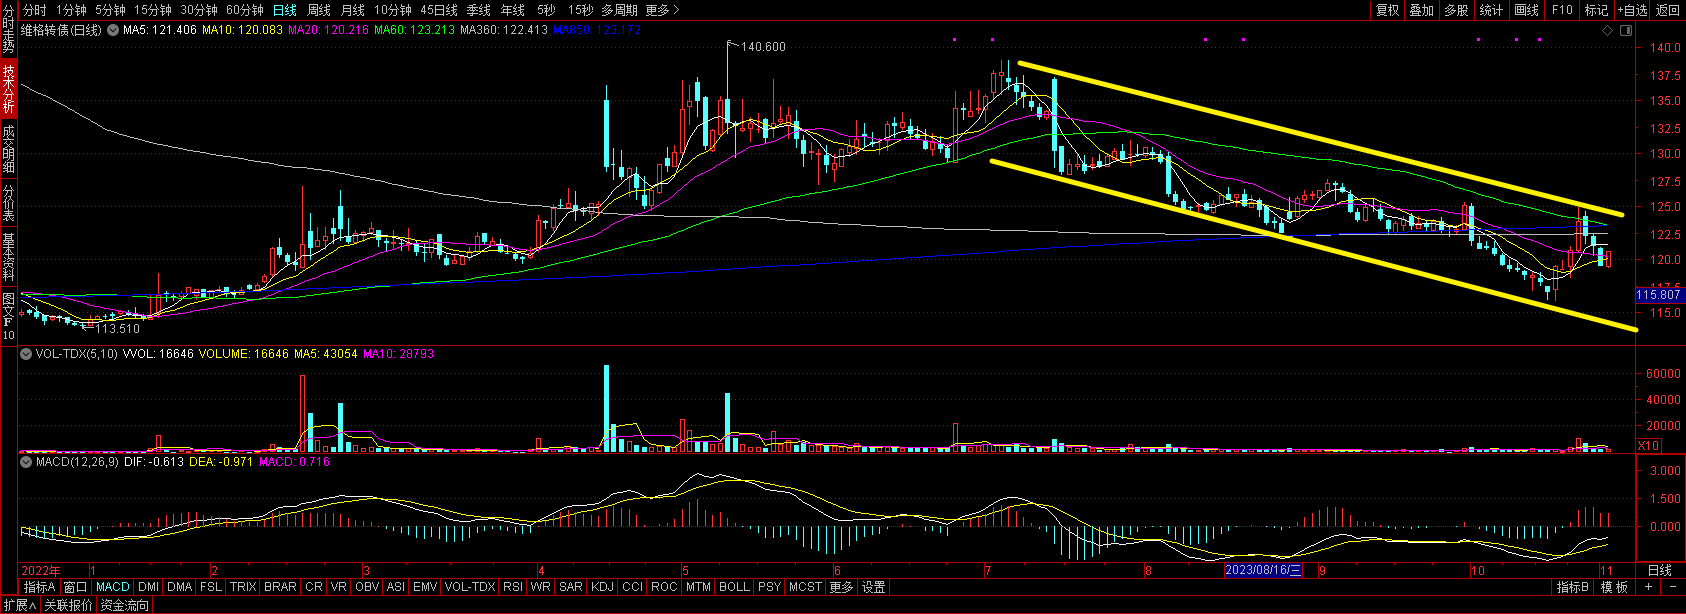 分时 1分钟 5分钟 15分钟 30分钟 60分钟 日线 周线 月线 10分钟 45日线 季线 年线 5秒 15秒 多周期 更多 > 复权 叠加 多股 统计 画线 F10 标记 +自选 返回
分时走势
技术分析
成交明细
分价表
基本资料
图文F10
维格转债(日线) MA5: 121.406 MA10: 120.083 MA20: 120.216 MA60: 123.213 MA360: 122.413 MA850: 123.172
140.600
113.510
140.0
137.5
135.0
132.5
130.0
127.5
125.0
122.5
120.0
117.5
115.807
115.0
VOL-TDX(5,10) VVOL: 16646 VOLUME: 16646 MA5: 43054 MA10: 28793
60000
40000
20000
X10
MACD(12,26,9) DIF: -0.613 DEA: -0.971 MACD: 0.716
3.000
1.500
0.000
2022年 1 2 3 4 5 6 7 8 2023/08/16/三 9 10 11 日线
指标A 窗口 MACD DMI DMA FSL TRIX BRAR CR VR OBV ASI EMV VOL-TDX RSI WR SAR KDJ CCI ROC MTM BOLL PSY MCST 更多 设置 指标B 模板 + −
扩展∧ 关联报价 资金流向